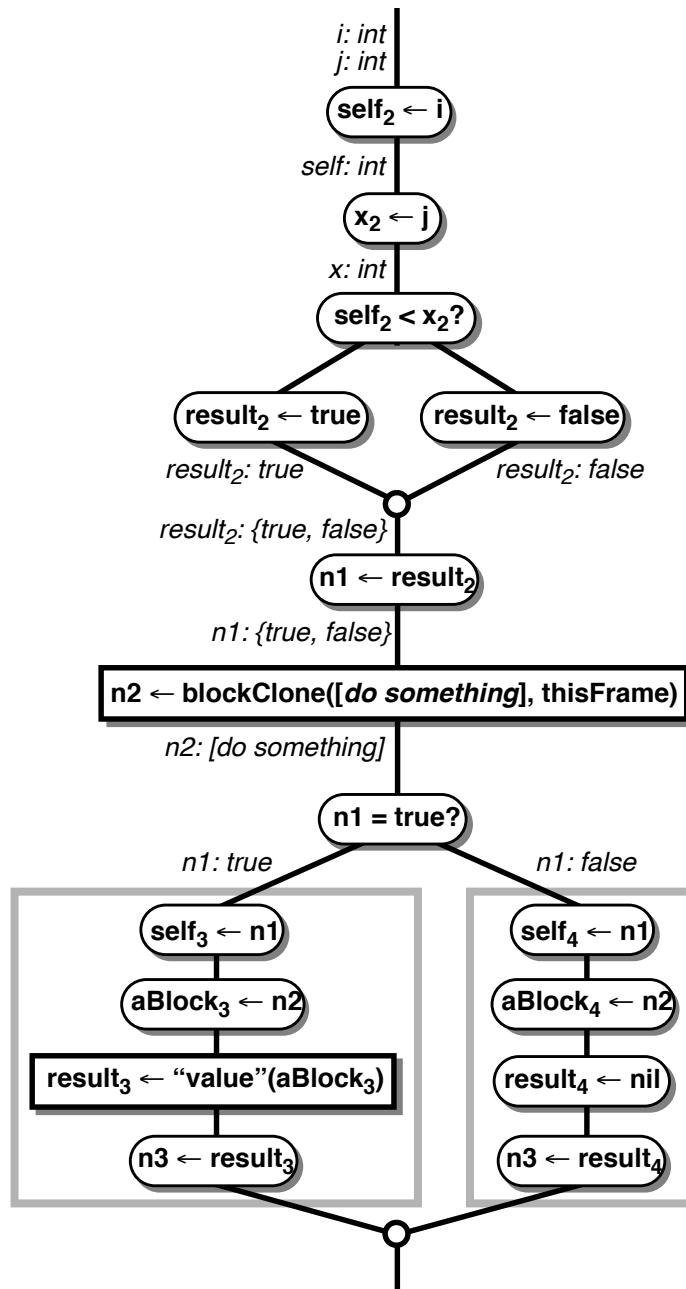 i: int
j: int
self₂ ← i
self: int
x₂ ← j
x: int
self₂ < x₂?
result₂ ← true
result₂ ← false
result₂: true
result₂: false
result₂: {true, false}
n1 ← result₂
n1: {true, false}
n2 ← blockClone([do something], thisFrame)
n2: [do something]
n1 = true?
n1: true
n1: false
self₃ ← n1
self₄ ← n1
aBlock₃ ← n2
aBlock₄ ← n2
result₃ ← “value”(aBlock₃)
result₄ ← nil
n3 ← result₃
n3 ← result₄